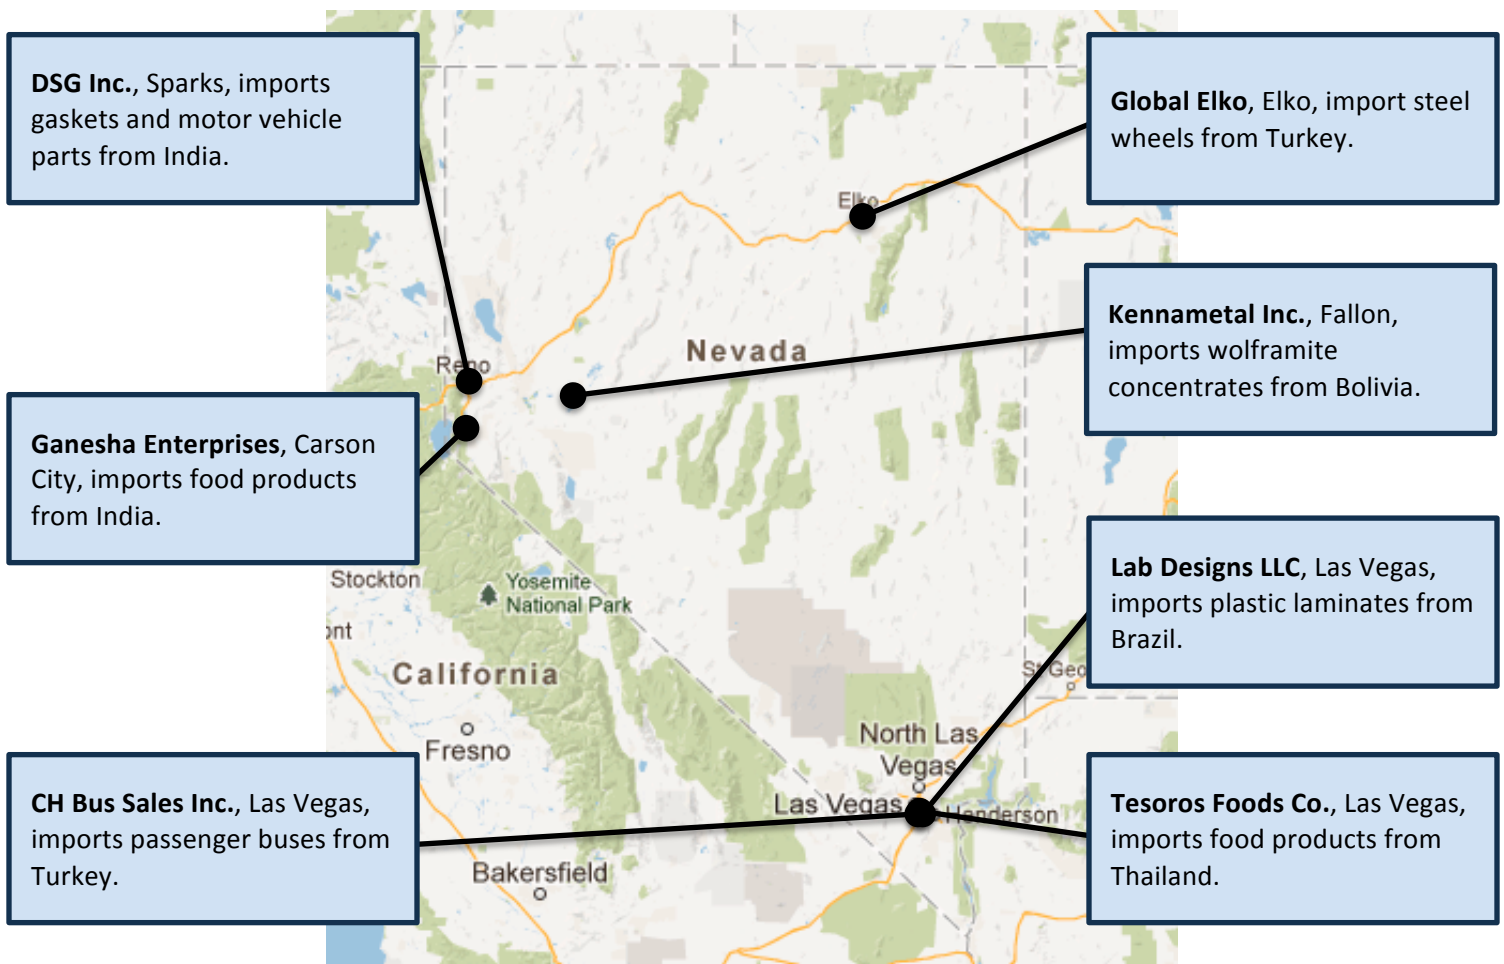 DSG Inc., Sparks, imports
gaskets and motor vehicle
parts from India.
Global Elko, Elko, import steel
wheels from Turkey.
Elko
Kennametal Inc., Fallon,
imports wolframite
concentrates from Bolivia.
Nevada
Reno
Ganesha Enterprises, Carson
City, imports food products
from India.
Stockton
Yosemite
National Park
ont
California
Lab Designs LLC, Las Vegas,
imports plastic laminates from
Brazil.
St Geo
Fresno
North Las
Vegas
Las Vegas
Henderson
CH Bus Sales Inc., Las Vegas,
imports passenger buses from
Turkey.
Tesoros Foods Co., Las Vegas,
imports food products from
Thailand.
Bakersfield